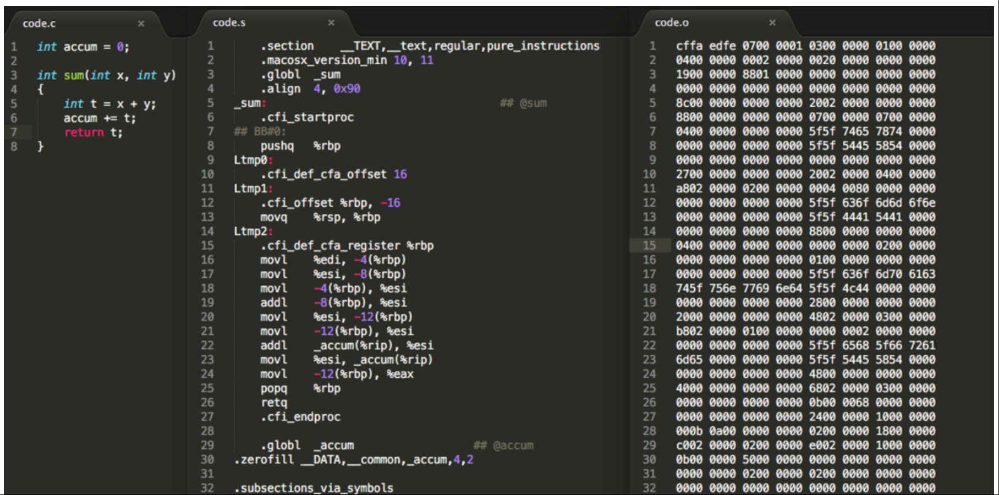 code.c ×
1 int accum = 0;
2
3 int sum(int x, int y)
4 {
5 int t = x + y;
6 accum += t;
7 return t;
8 }
code.s ×
1 .section __TEXT,__text,regular,pure_instructions
2 .macosx_version_min 10, 11
3 .globl _sum
4 .align 4, 0x90
5 _sum: ## @sum
6 .cfi_startproc
7 ## BB#0:
8 pushq %rbp
9 Ltmp0:
10 .cfi_def_cfa_offset 16
11 Ltmp1:
12 .cfi_offset %rbp, -16
13 movq %rsp, %rbp
14 Ltmp2:
15 .cfi_def_cfa_register %rbp
16 movl %edi, -4(%rbp)
17 movl %esi, -8(%rbp)
18 movl -4(%rbp), %esi
19 addl -8(%rbp), %esi
20 movl %esi, -12(%rbp)
21 movl -12(%rbp), %esi
22 addl _accum(%rip), %esi
23 movl %esi, _accum(%rip)
24 movl -12(%rbp), %eax
25 popq %rbp
26 retq
27 .cfi_endproc
28
29 .globl _accum ## @accum
30 .zerofill __DATA,__common,_accum,4,2
31
32 .subsections_via_symbols
code.o ×
1 cffa edfe 0700 0001 0300 0000 0100 0000
2 0400 0000 0002 0000 0020 0000 0000 0000
3 1900 0000 8801 0000 0000 0000 0000 0000
4 0000 0000 0000 0000 0000 0000 0000 0000
5 8c00 0000 0000 0000 2002 0000 0000 0000
6 8800 0000 0000 0000 0700 0000 0700 0000
7 0400 0000 0000 0000 5f5f 7465 7874 0000
8 0000 0000 0000 0000 5f5f 5445 5854 0000
9 0000 0000 0000 0000 0000 0000 0000 0000
10 2700 0000 0000 0000 2002 0000 0400 0000
11 a802 0000 0200 0000 0004 0080 0000 0000
12 0000 0000 0000 0000 5f5f 636f 6d6d 6f6e
13 0000 0000 0000 0000 5f5f 4441 5441 0000
14 0000 0000 0000 0000 8800 0000 0000 0000
15 0400 0000 0000 0000 0000 0000 0200 0000
16 0000 0000 0000 0000 0100 0000 0000 0000
17 0000 0000 0000 0000 5f5f 636f 6d70 6163
18 745f 756e 7769 6e64 5f5f 4c44 0000 0000
19 0000 0000 0000 0000 2800 0000 0000 0000
20 2000 0000 0000 0000 4802 0000 0300 0000
21 b802 0000 0100 0000 0000 0002 0000 0000
22 0000 0000 0000 0000 5f5f 6568 5f66 7261
23 6d65 0000 0000 0000 5f5f 5445 5854 0000
24 0000 0000 0000 0000 4800 0000 0000 0000
25 4000 0000 0000 0000 6802 0000 0300 0000
26 0000 0000 0000 0000 0b00 0068 0000 0000
27 0000 0000 0000 0000 2400 0000 1000 0000
28 000b 0a00 0000 0000 0200 0000 1800 0000
29 c002 0000 0200 0000 e002 0000 1000 0000
30 0b00 0000 5000 0000 0000 0000 0000 0000
31 0000 0000 0200 0000 0200 0000 0000 0000
32 0000 0000 0000 0000 0000 0000 0000 0000